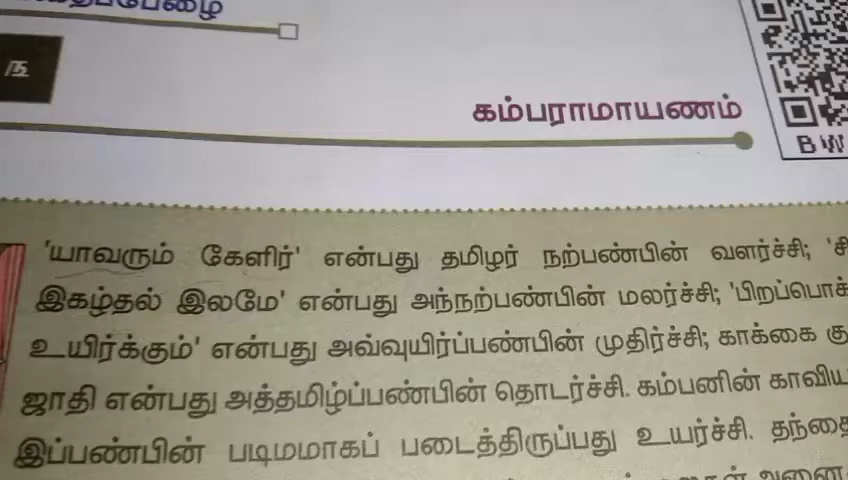 ௩
கம்பராமாயணம்
BW
'யாவரும் கேளிர்' என்பது தமிழர் நற்பண்பின் வளர்ச்சி;
இகழ்தல் இலமே' என்பது அந்நற்பண்பின் மலர்ச்சி;
உயிர்க்கும்' என்பது அவ்வுயிர்ப்பண்பின் முதிர்ச்சி; காக்கை
ஜாதி என்பது அத்தமிழ்ப்பண்பின் தொடர்ச்சி. கம்பனின்
இப்பண்பின் படிமமாகப் படைத்திருப்பது உயர்ச்சி.